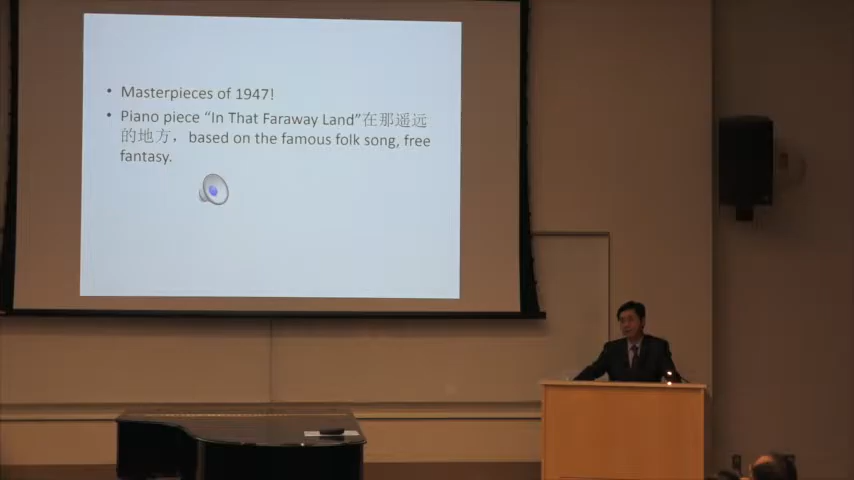 • Masterpieces of 1947!
• Piano piece “In That Faraway Land”在那遥远
的地方，based on the famous folk song, free
fantasy.